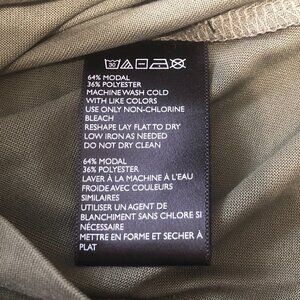 64% MODAL
36% POLYESTER
MACHINE WASH COLD
WITH LIKE COLORS
USE ONLY NON-CHLORINE
BLEACH
RESHAPE LAY FLAT TO DRY
LOW IRON AS NEEDED
DO NOT DRY CLEAN
64% MODAL
36% POLYESTER
LAVER À LA MACHINE À L'EAU
FROIDE AVEC COULEURS
SIMILAIRES
UTILISER UN AGENT DE
BLANCHIMENT SANS CHLORE SI
NÉCESSAIRE
METTRE EN FORME ET SÉCHER À
PLAT